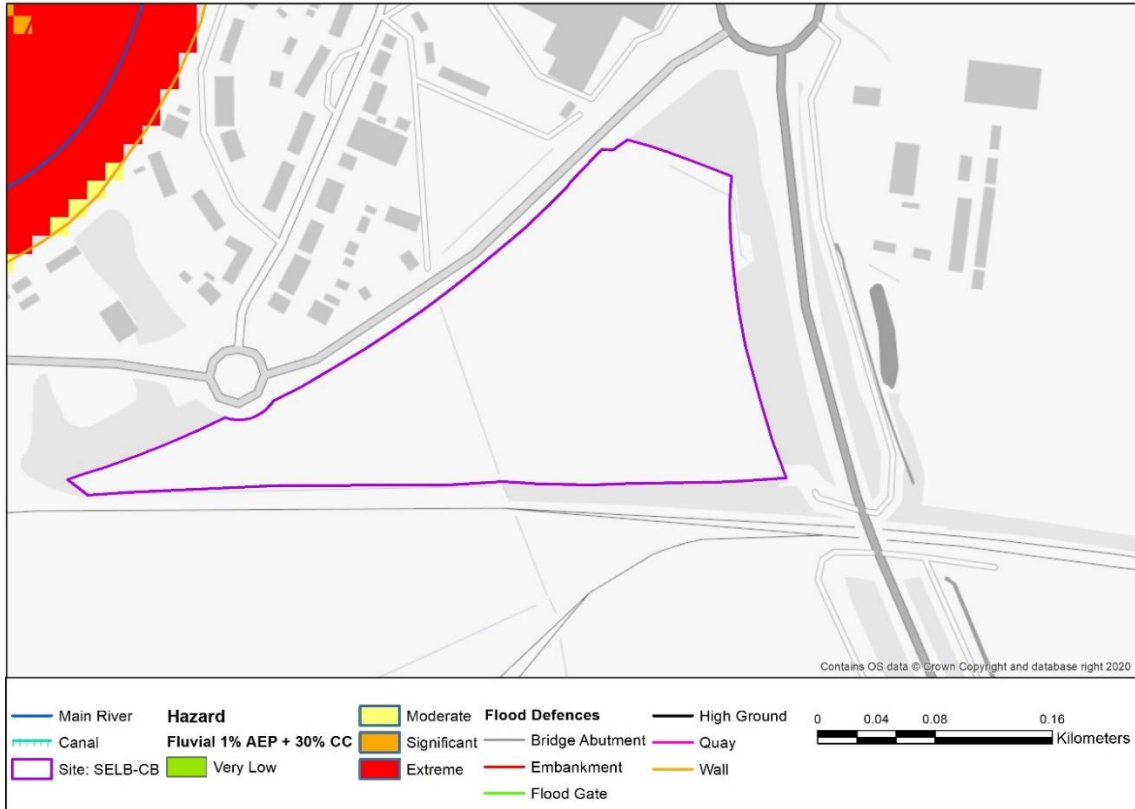 Contains OS data © Crown Copyright and database right 2020
Main River
Canal
Site: SELB-CB
Hazard
Fluvial 1% AEP + 30% CC
Very Low
Moderate
Significant
Extreme
Flood Defences
Bridge Abutment
Embankment
Flood Gate
High Ground
Quay
Wall
0 0.04 0.08 0.16
Kilometers